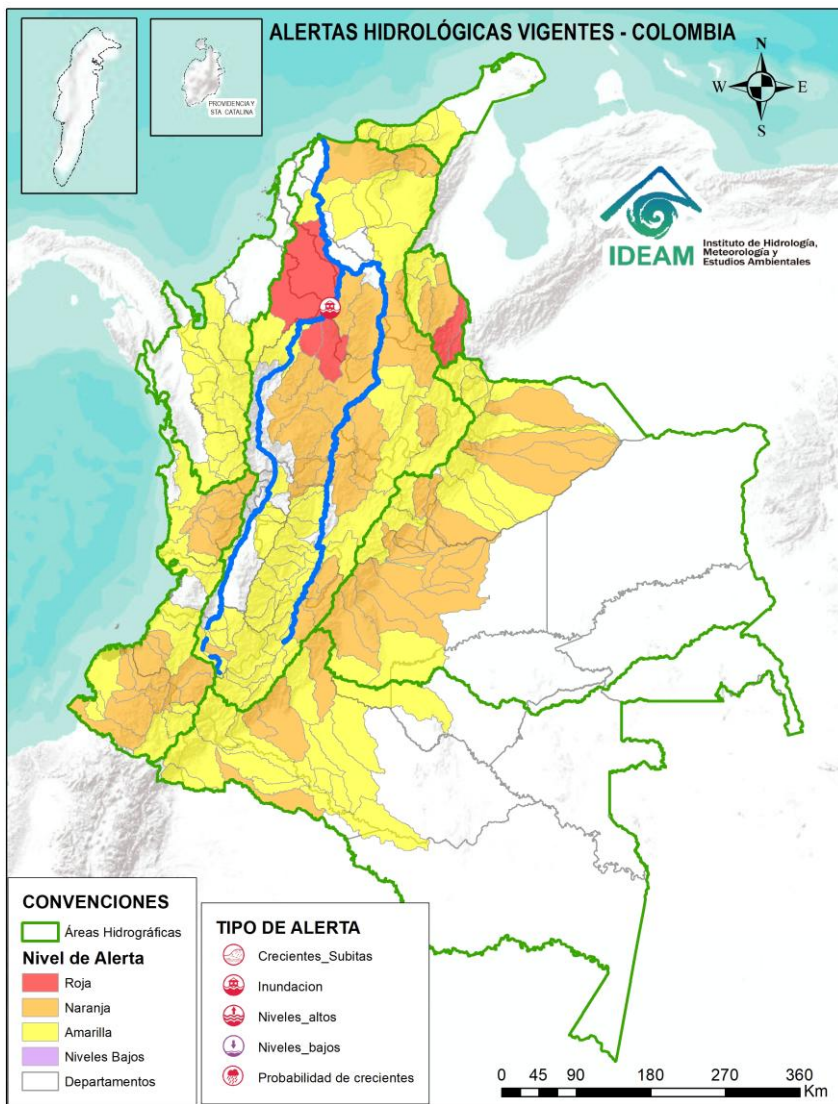 ALERTAS HIDROLÓGICAS VIGENTES - COLOMBIA
PROVIDENCIA Y
STA. CATALINA
N
W
E
S
IDEAM
Instituto de Hidrología,
Meteorología y
Estudios Ambientales
CONVENCIONES
Áreas Hidrográficas
Nivel de Alerta
Roja
Naranja
Amarilla
Niveles Bajos
Departamentos
TIPO DE ALERTA
Crecientes_Subitas
Inundacion
Niveles_altos
Niveles_bajos
Probabilidad de crecientes
0 45 90 180 270 360
Km